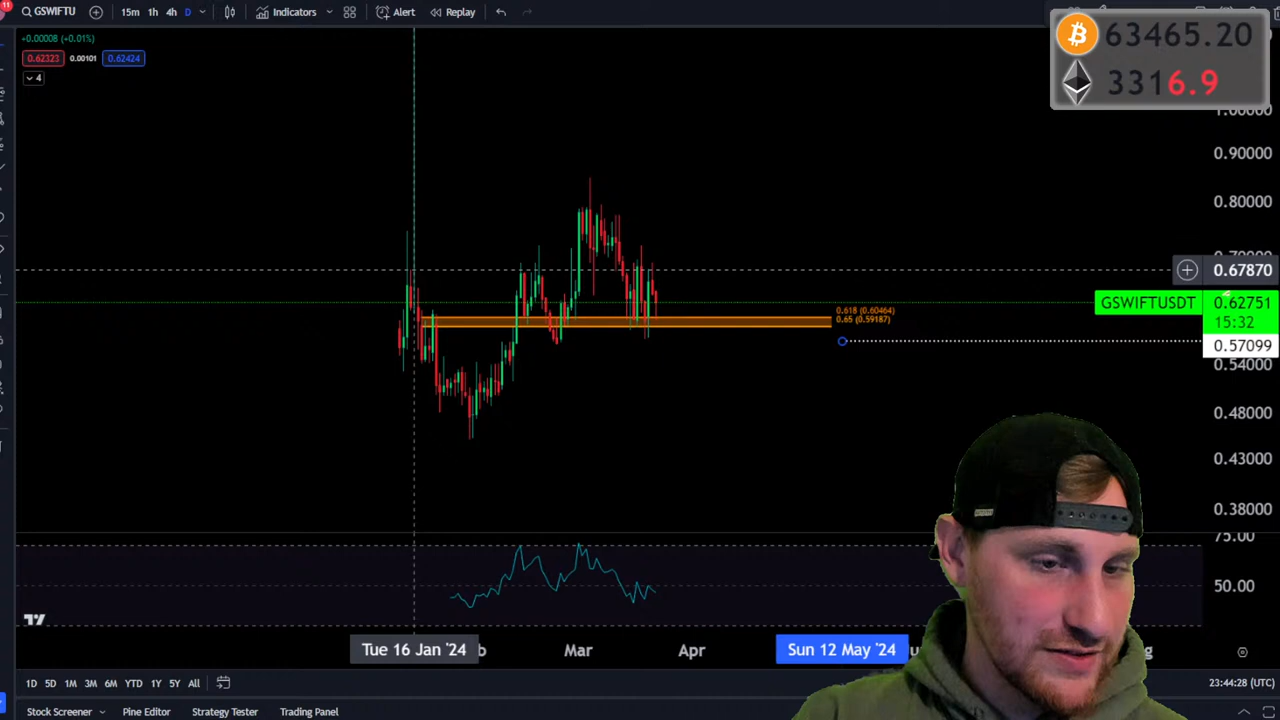 11
GSWIFTU
15m 1h 4h D
Indicators
Alert
Replay
+0.00008 (+0.01%)
0.62323 0.00101 0.62424
4
63465.20
3316.9
1.00000
0.90000
0.80000
0.70000
0.67870
GSWIFTUSDT 0.62751
15:32
0.618 (0.60464)
0.65 (0.59187)
0.57099
0.54000
0.48000
0.43000
0.38000
75.00
50.00
Tue 16 Jan '24
Mar
Apr
Sun 12 May '24
1D 5D 1M 3M 6M YTD 1Y 5Y All
23:44:28 (UTC)
Stock Screener
Pine Editor
Strategy Tester
Trading Panel